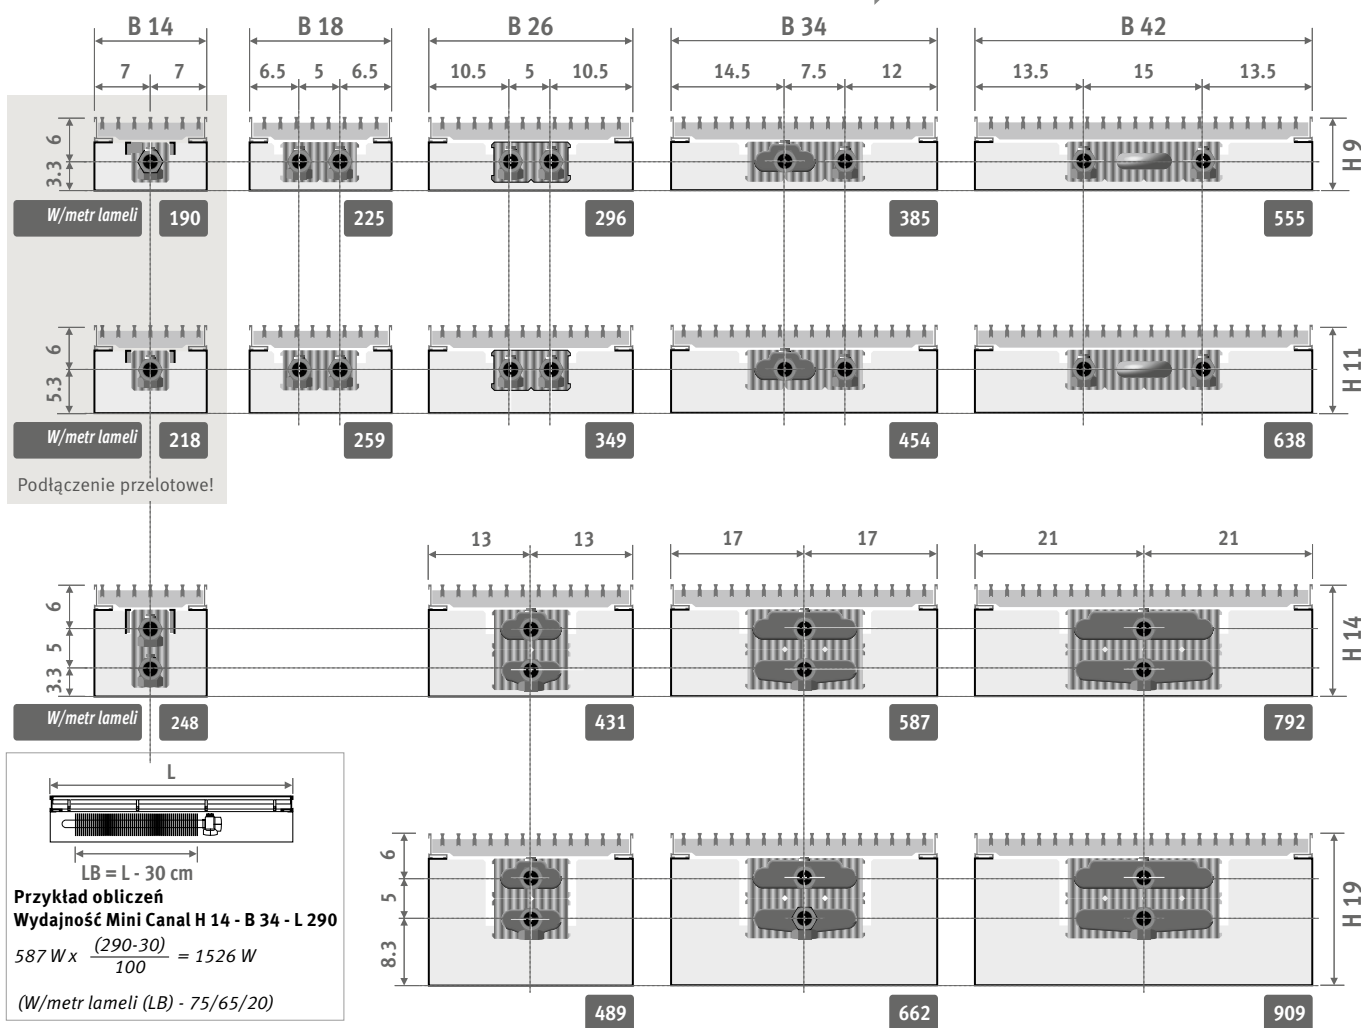 B 14 B 18 B 26 B 34 B 42
7 7 6.5 5 6.5 10.5 5 10.5 14.5 7.5 12 13.5 15 13.5
6
3.3
H 9
W/metr lameli 190 225 296 385 555
6
5.3
H 11
W/metr lameli 218 259 349 454 638
Podłączenie przelotowe!
13 13 17 17 21 21
6
5
3.3
H 14
W/metr lameli 248 431 587 792
L
LB = L - 30 cm
Przykład obliczeń
Wydajność Mini Canal H 14 - B 34 - L 290
587 W x (290-30) / 100 = 1526 W
(W/metr lameli (LB) - 75/65/20)
6
5
8.3
H 19
489 662 909